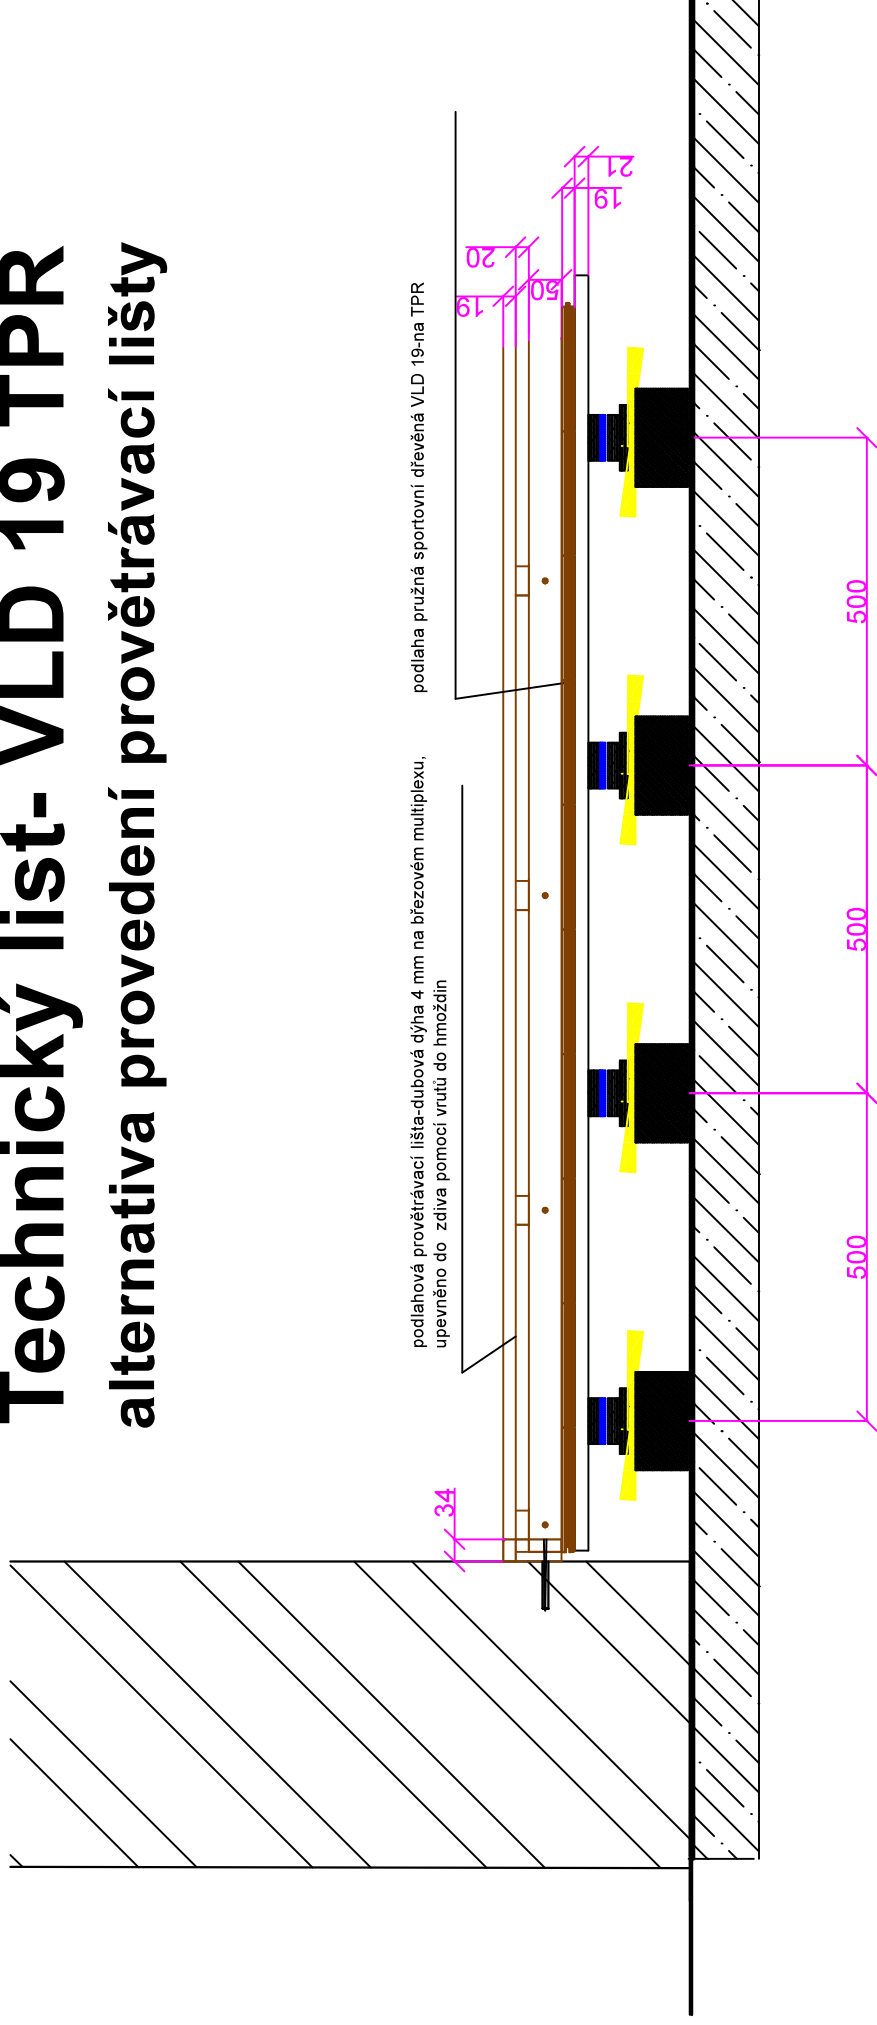 Technický list- VLD 19 TPR
alternativa provedení provětrávací lišty
podlahová provětrávací lišta-dubová dýha 4 mm na březovém multiplexu,
upevněno do zdiva pomocí vrutů do hmoždin
podlaha pružná sportovní dřevěná VLD 19-na TPR
34
19
20
50
19
21
500
500
500